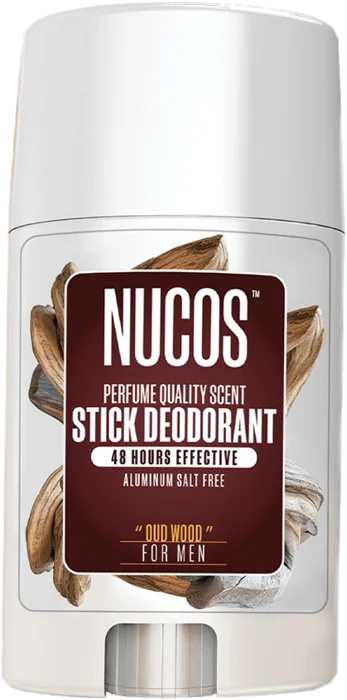 NUCOS™
PERFUME QUALITY SCENT
STICK DEODORANT
48 HOURS EFFECTIVE
ALUMINUM SALT FREE
"OUD WOOD"
FOR MEN